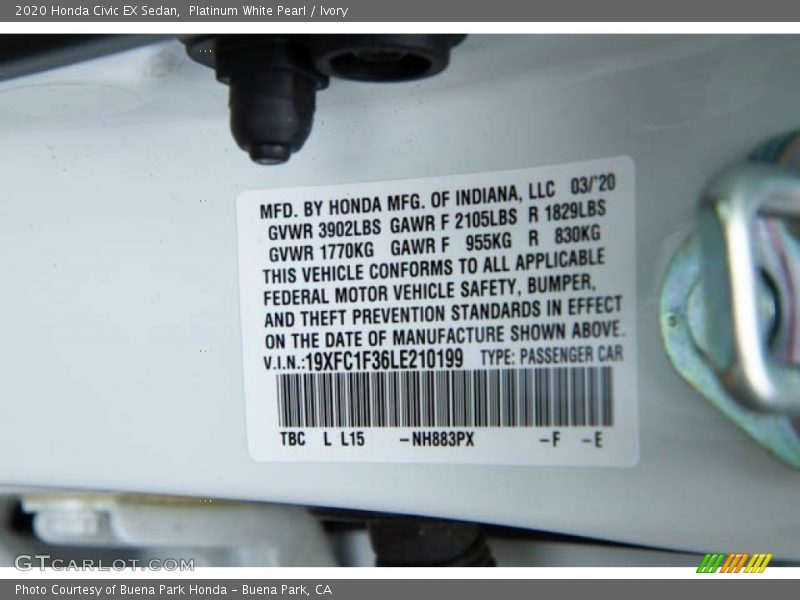 2020 Honda Civic EX Sedan,  Platinum White Pearl / Ivory
MFD. BY HONDA MFG. OF INDIANA, LLC 03/'20
GVWR 3902LBS GAWR F 2105LBS R 1829LBS
GVWR 1770KG GAWR F 955KG R 830KG
THIS VEHICLE CONFORMS TO ALL APPLICABLE
FEDERAL MOTOR VEHICLE SAFETY, BUMPER,
AND THEFT PREVENTION STANDARDS IN EFFECT
ON THE DATE OF MANUFACTURE SHOWN ABOVE.
V.I.N.:19XFC1F36LE210199 TYPE: PASSENGER CAR
TBC L L15 -NH883PX -F -E
GTCARLOT.COM
Photo Courtesy of Buena Park Honda - Buena Park, CA